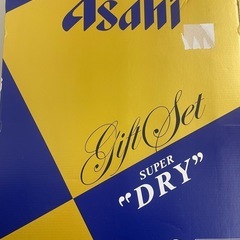 Asahi
Gift Set
SUPER
"DRY"